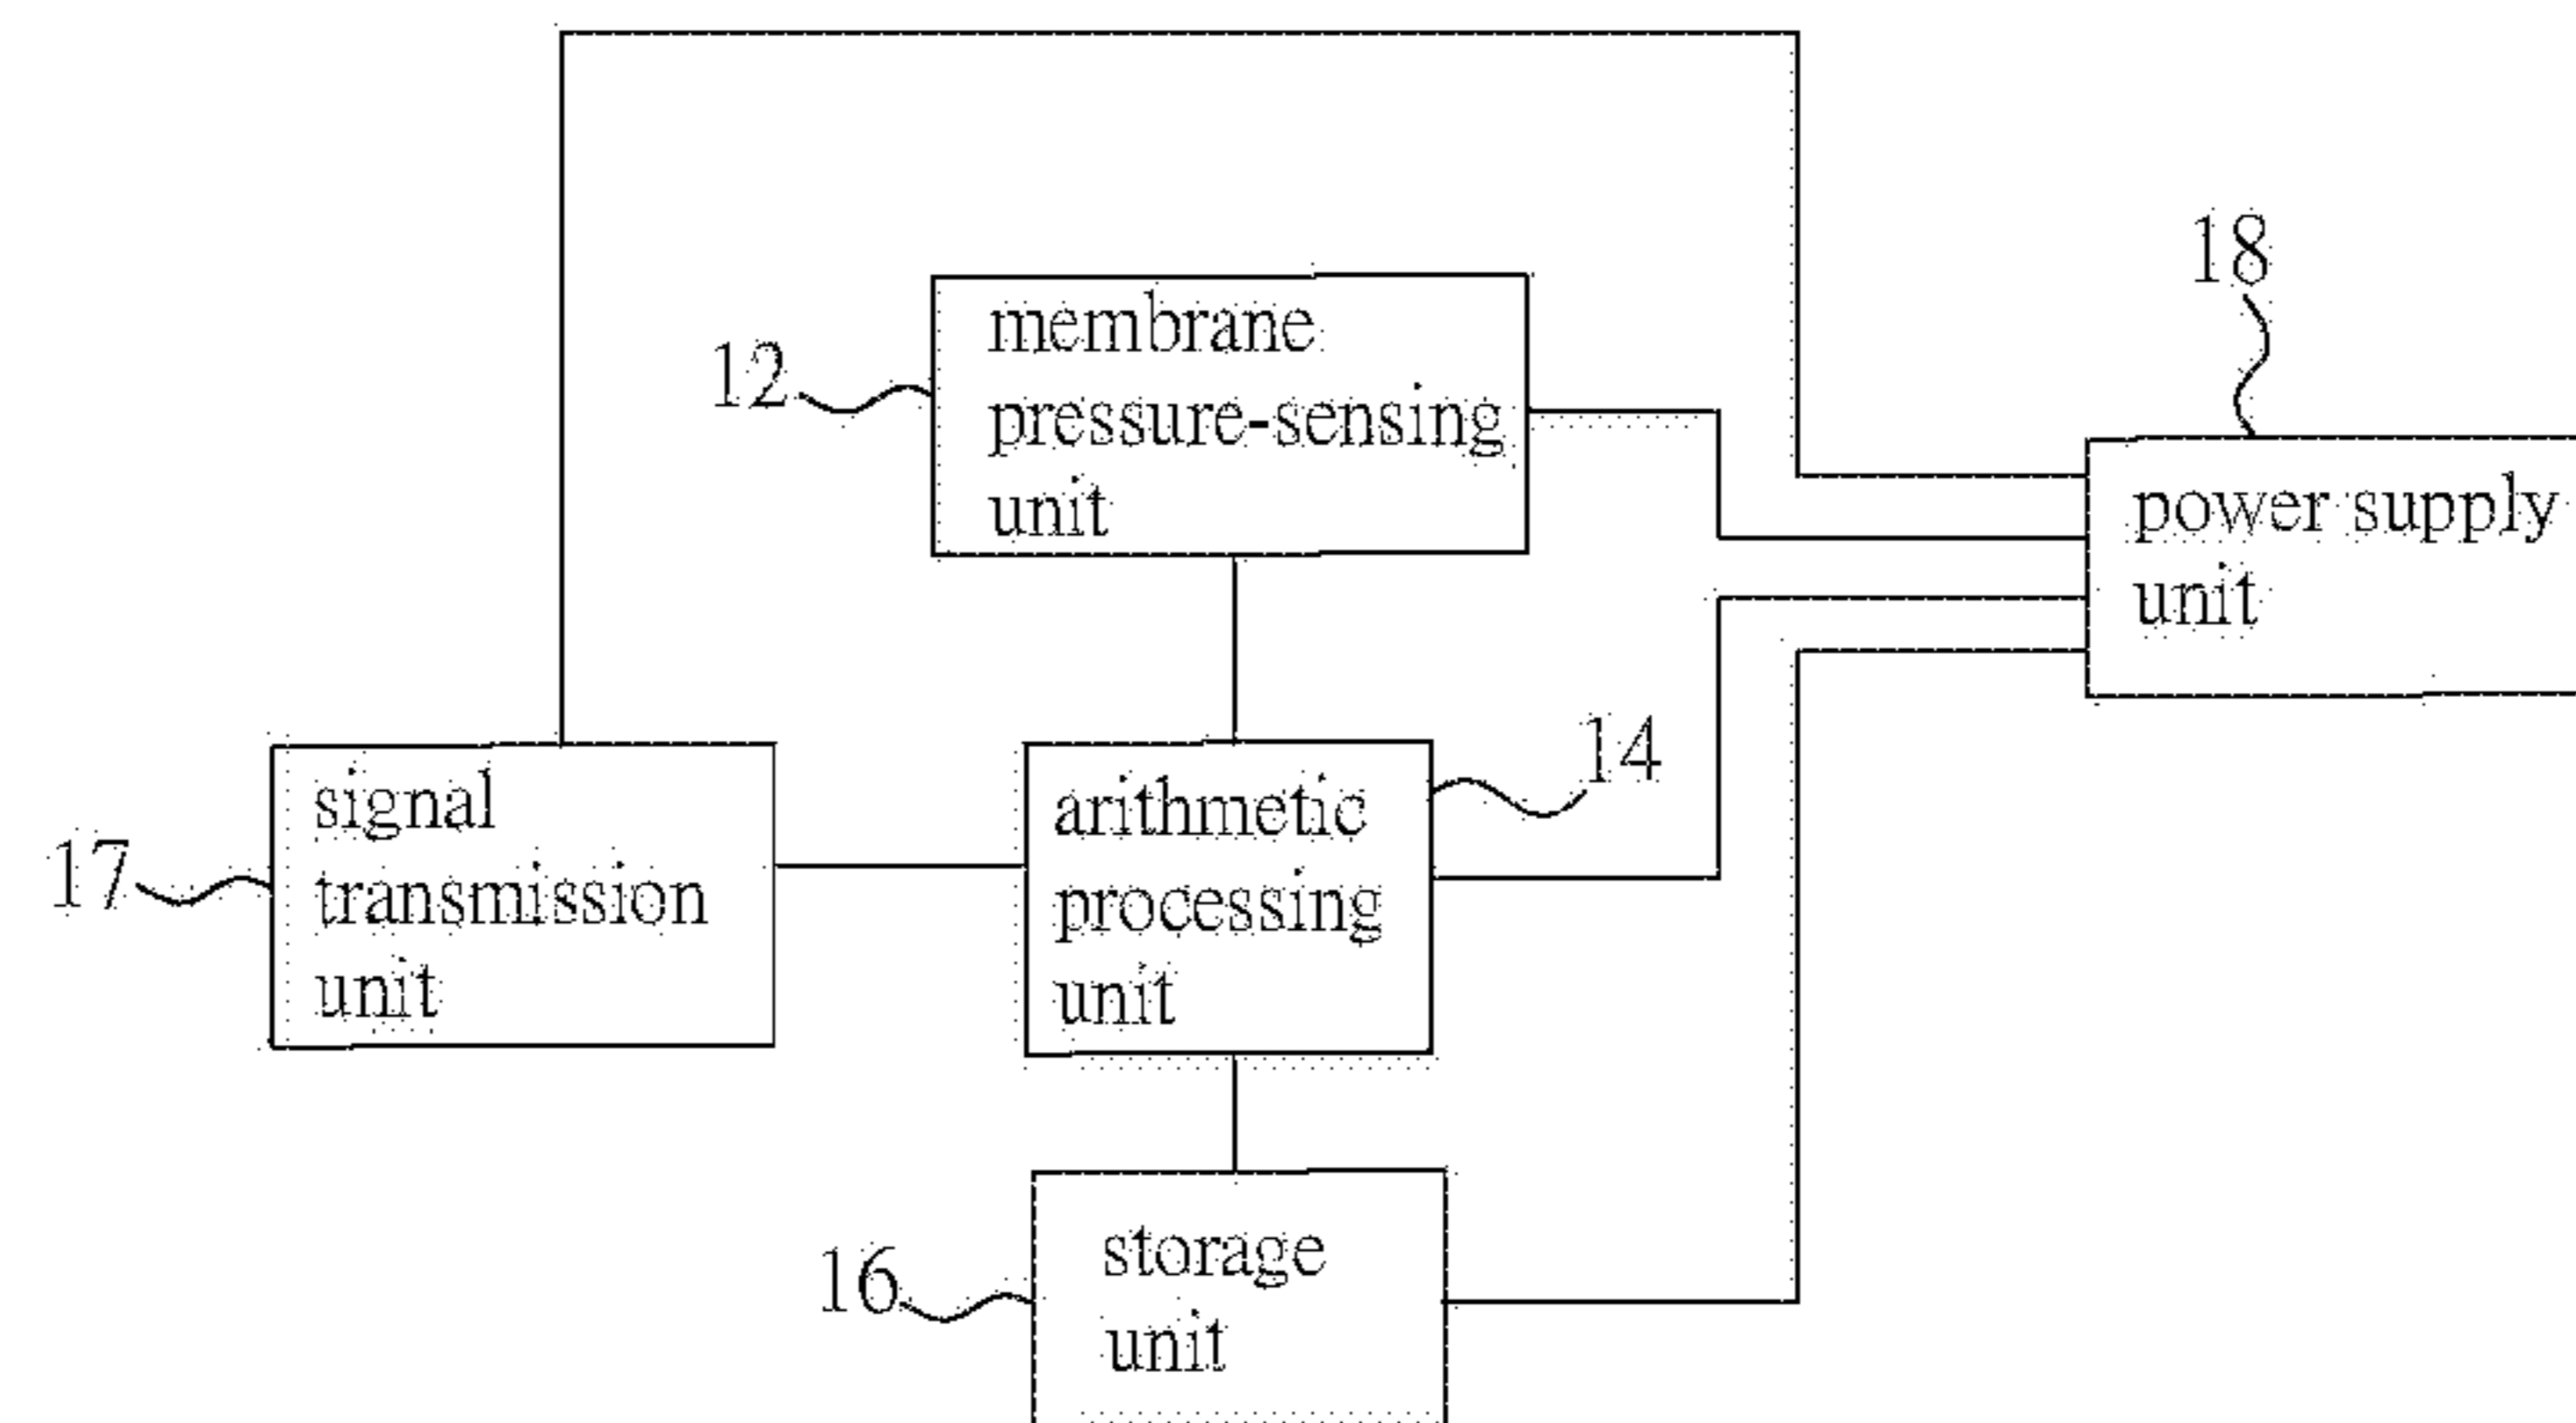 18
12
membrane
pressure-sensing
unit
power supply
unit
14
17
signal
transmission
unit
arithmetic
processing
unit
16
storage
unit